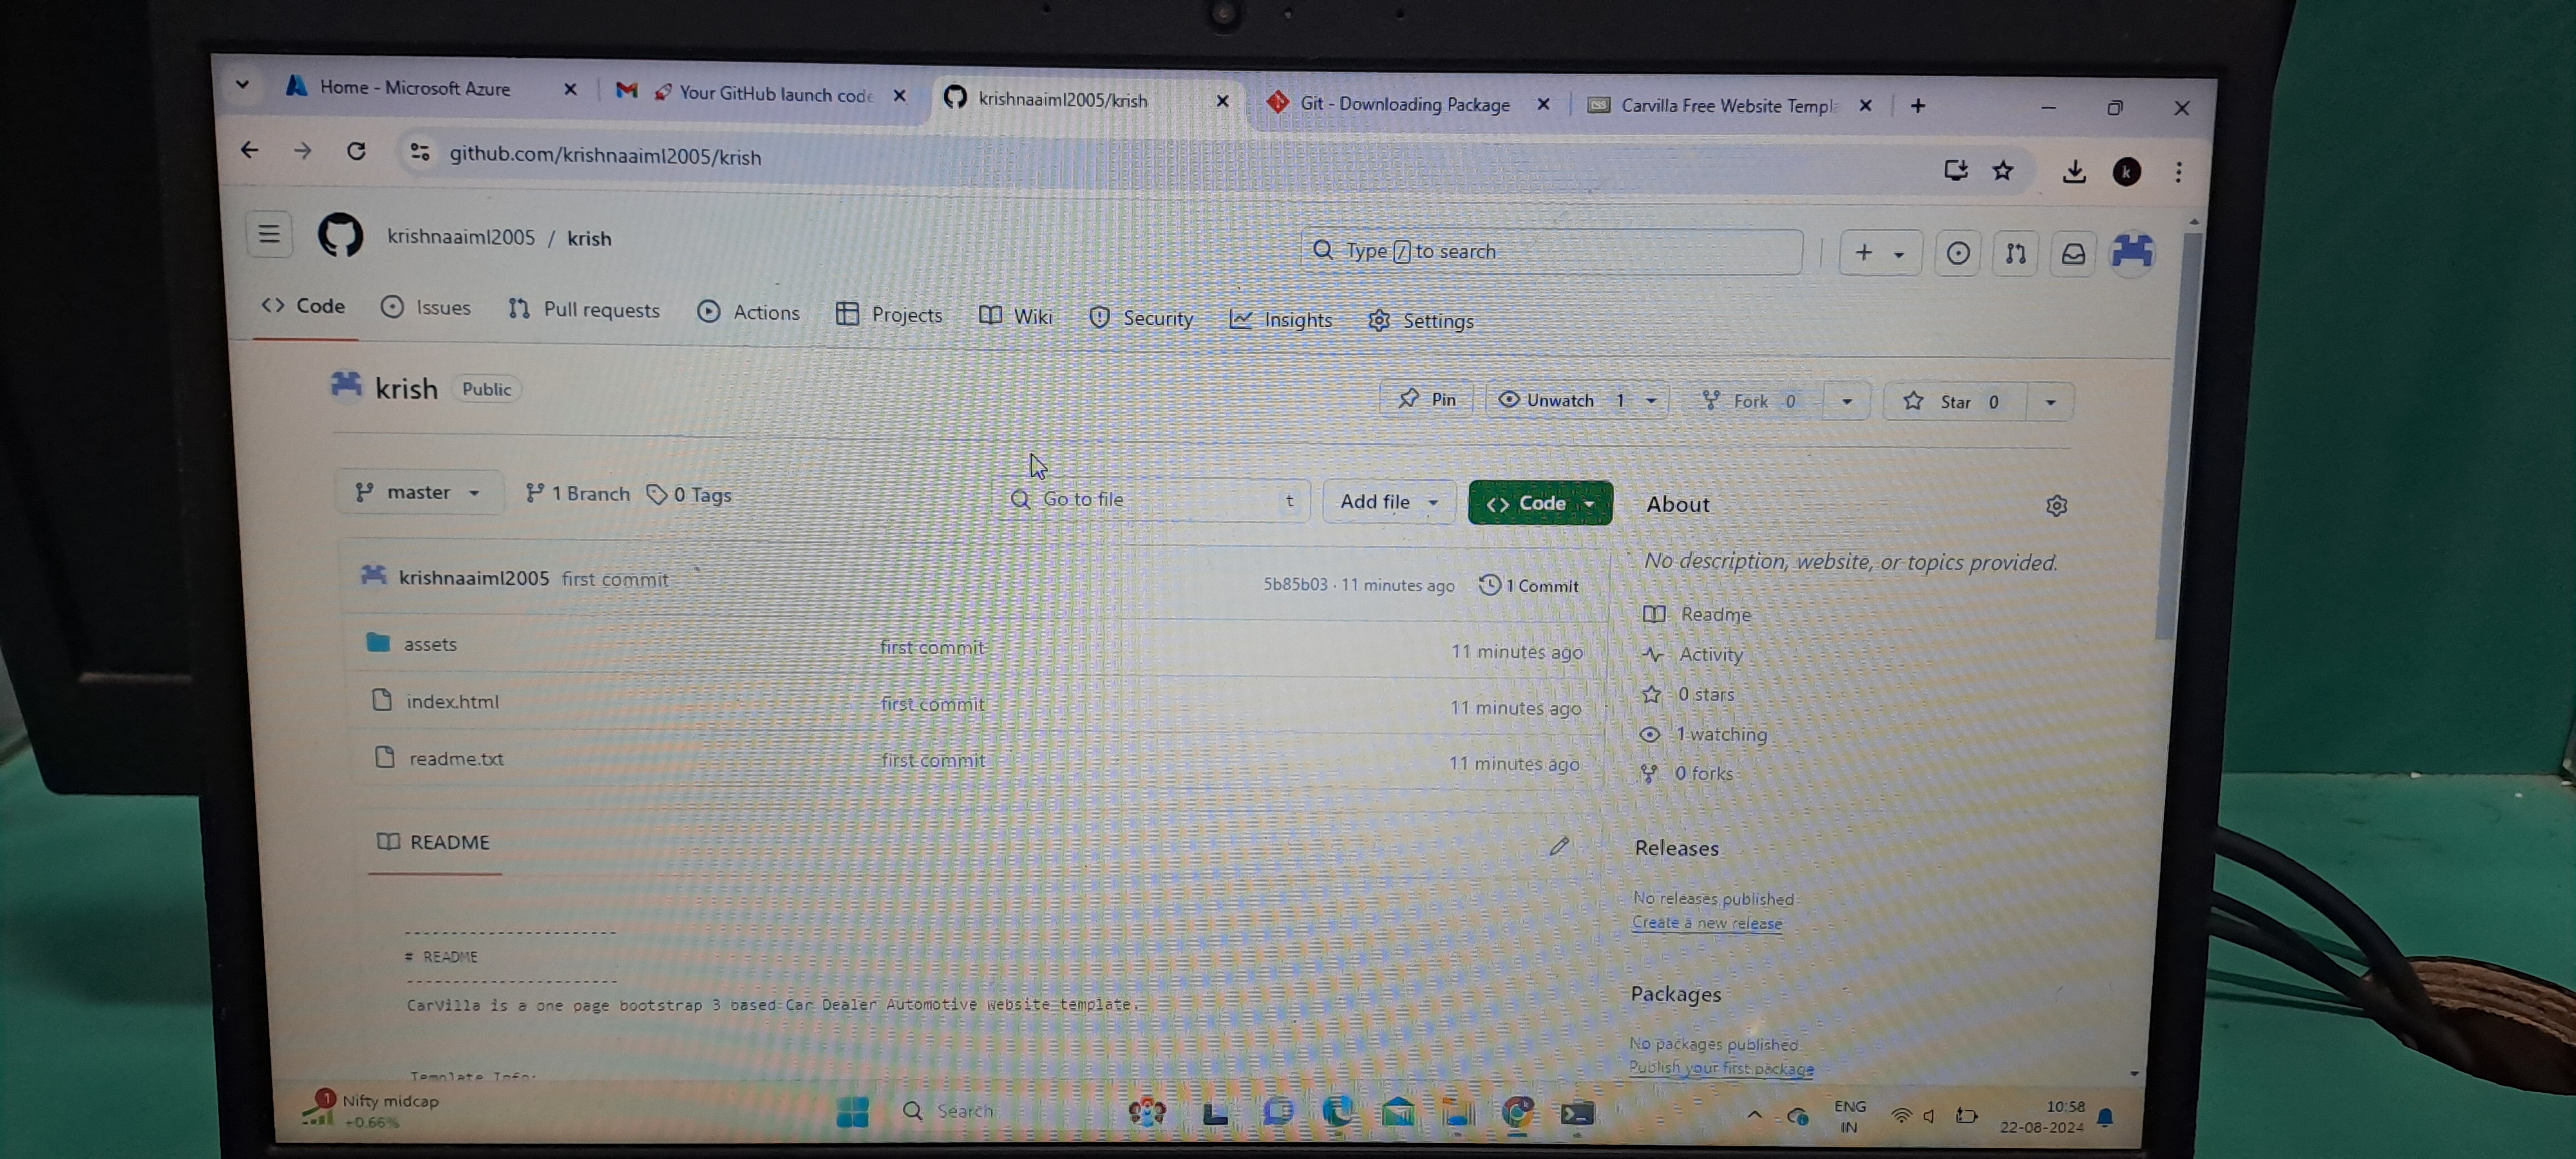 Home - Microsoft Azure
Your GitHub launch code
krishnaaiml2005/krish
Git - Downloading Package
Carvilla Free Website Templa
github.com/krishnaaiml2005/krish
k
krishnaaiml2005 / krish
Type / to search
Code
Issues
Pull requests
Actions
Projects
Wiki
Security
Insights
Settings
krish Public
Pin
Unwatch 1
Fork 0
Star 0
master
1 Branch
0 Tags
Go to file
t
Add file
Code
About
No description, website, or topics provided.
krishnaaiml2005 first commit
5b85b03 · 11 minutes ago
1 Commit
assets first commit 11 minutes ago
index.html first commit 11 minutes ago
readme.txt first commit 11 minutes ago
Readme
Activity
0 stars
1 watching
0 forks
README
-----------------------
# README
-----------------------
CarVilla is a one page bootstrap 3 based Car Dealer Automotive website template.
Template Info:
Releases
No releases published
Create a new release
Packages
No packages published
Publish your first package
1
Nifty midcap
+0.66%
Search
ENG
IN
10:58
22-08-2024